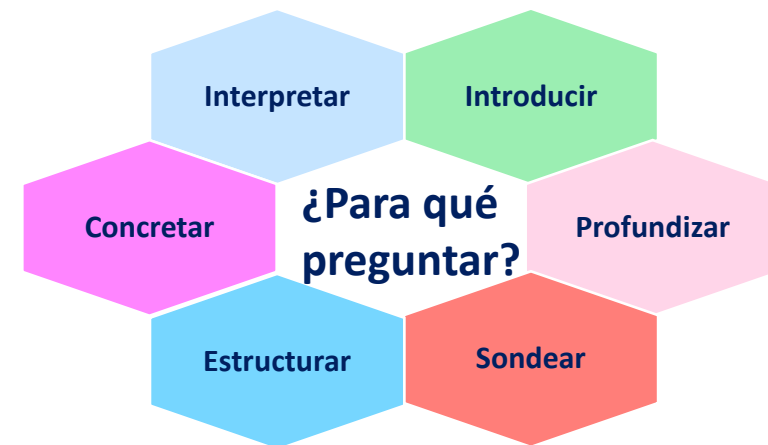 Interpretar
Introducir
Concretar
¿Para qué
preguntar?
Profundizar
Estructurar
Sondear